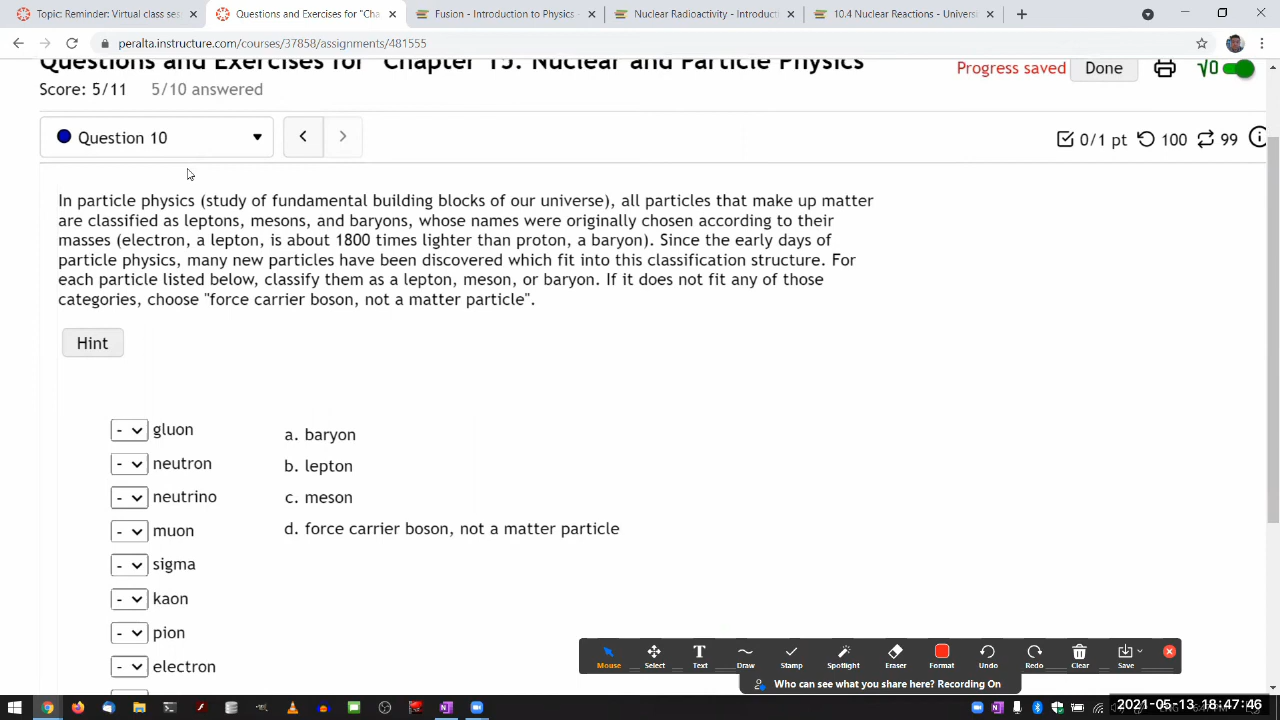 Topic: Reminder: Virtual class ses
Questions and Exercises for "Cha
Fusion - Introduction to Physics -
Nuclear Radioactivity - Introducti
10.4 Nuclear Reactions - Universi
peralta.instructure.com/courses/37858/assignments/481555
Questions and Exercises for "Chapter 15: Nuclear and Particle Physics"
Progress saved
Done
√0
Score: 5/11 5/10 answered
Question 10
0/1 pt 100 99
In particle physics (study of fundamental building blocks of our universe), all particles that make up matter
are classified as leptons, mesons, and baryons, whose names were originally chosen according to their
masses (electron, a lepton, is about 1800 times lighter than proton, a baryon). Since the early days of
particle physics, many new particles have been discovered which fit into this classification structure. For
each particle listed below, classify them as a lepton, meson, or baryon. If it does not fit any of those
categories, choose "force carrier boson, not a matter particle".
Hint
- gluon
- neutron
- neutrino
- muon
- sigma
- kaon
- pion
- electron
a. baryon
b. lepton
c. meson
d. force carrier boson, not a matter particle
Mouse Select Text Draw Stamp Spotlight Eraser Format Undo Redo Clear Save
Who can see what you share here? Recording On
2021-05-13 18:47:46